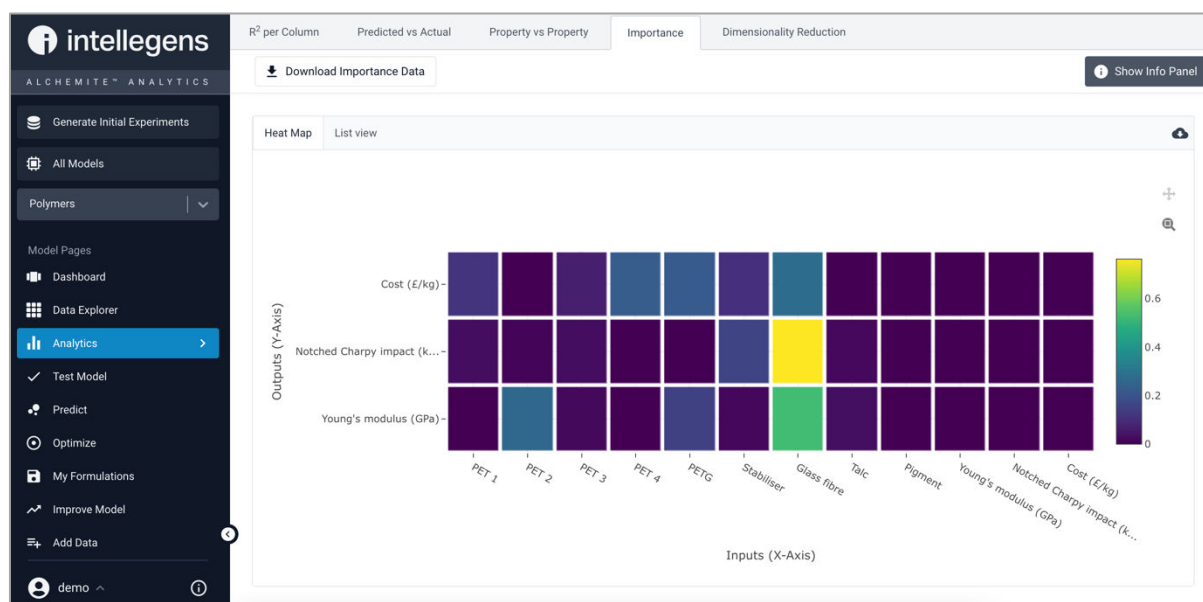 intellegens
ALCHEMITE™ ANALYTICS
Generate Initial Experiments
All Models
Polymers
Model Pages
Dashboard
Data Explorer
Analytics
Test Model
Predict
Optimize
My Formulations
Improve Model
Add Data
demo
R² per Column
Predicted vs Actual
Property vs Property
Importance
Dimensionality Reduction
Download Importance Data
Show Info Panel
Heat Map
List view
Outputs (Y-Axis)
Cost (£/kg)
Notched Charpy impact (k...
Young's modulus (GPa)
PET 1
PET 2
PET 3
PET 4
PETG
Stabiliser
Glass fibre
Talc
Pigment
Young's modulus (GPa)
Notched Charpy impact (k...
Cost (£/kg)
Inputs (X-Axis)
0.6
0.4
0.2
0